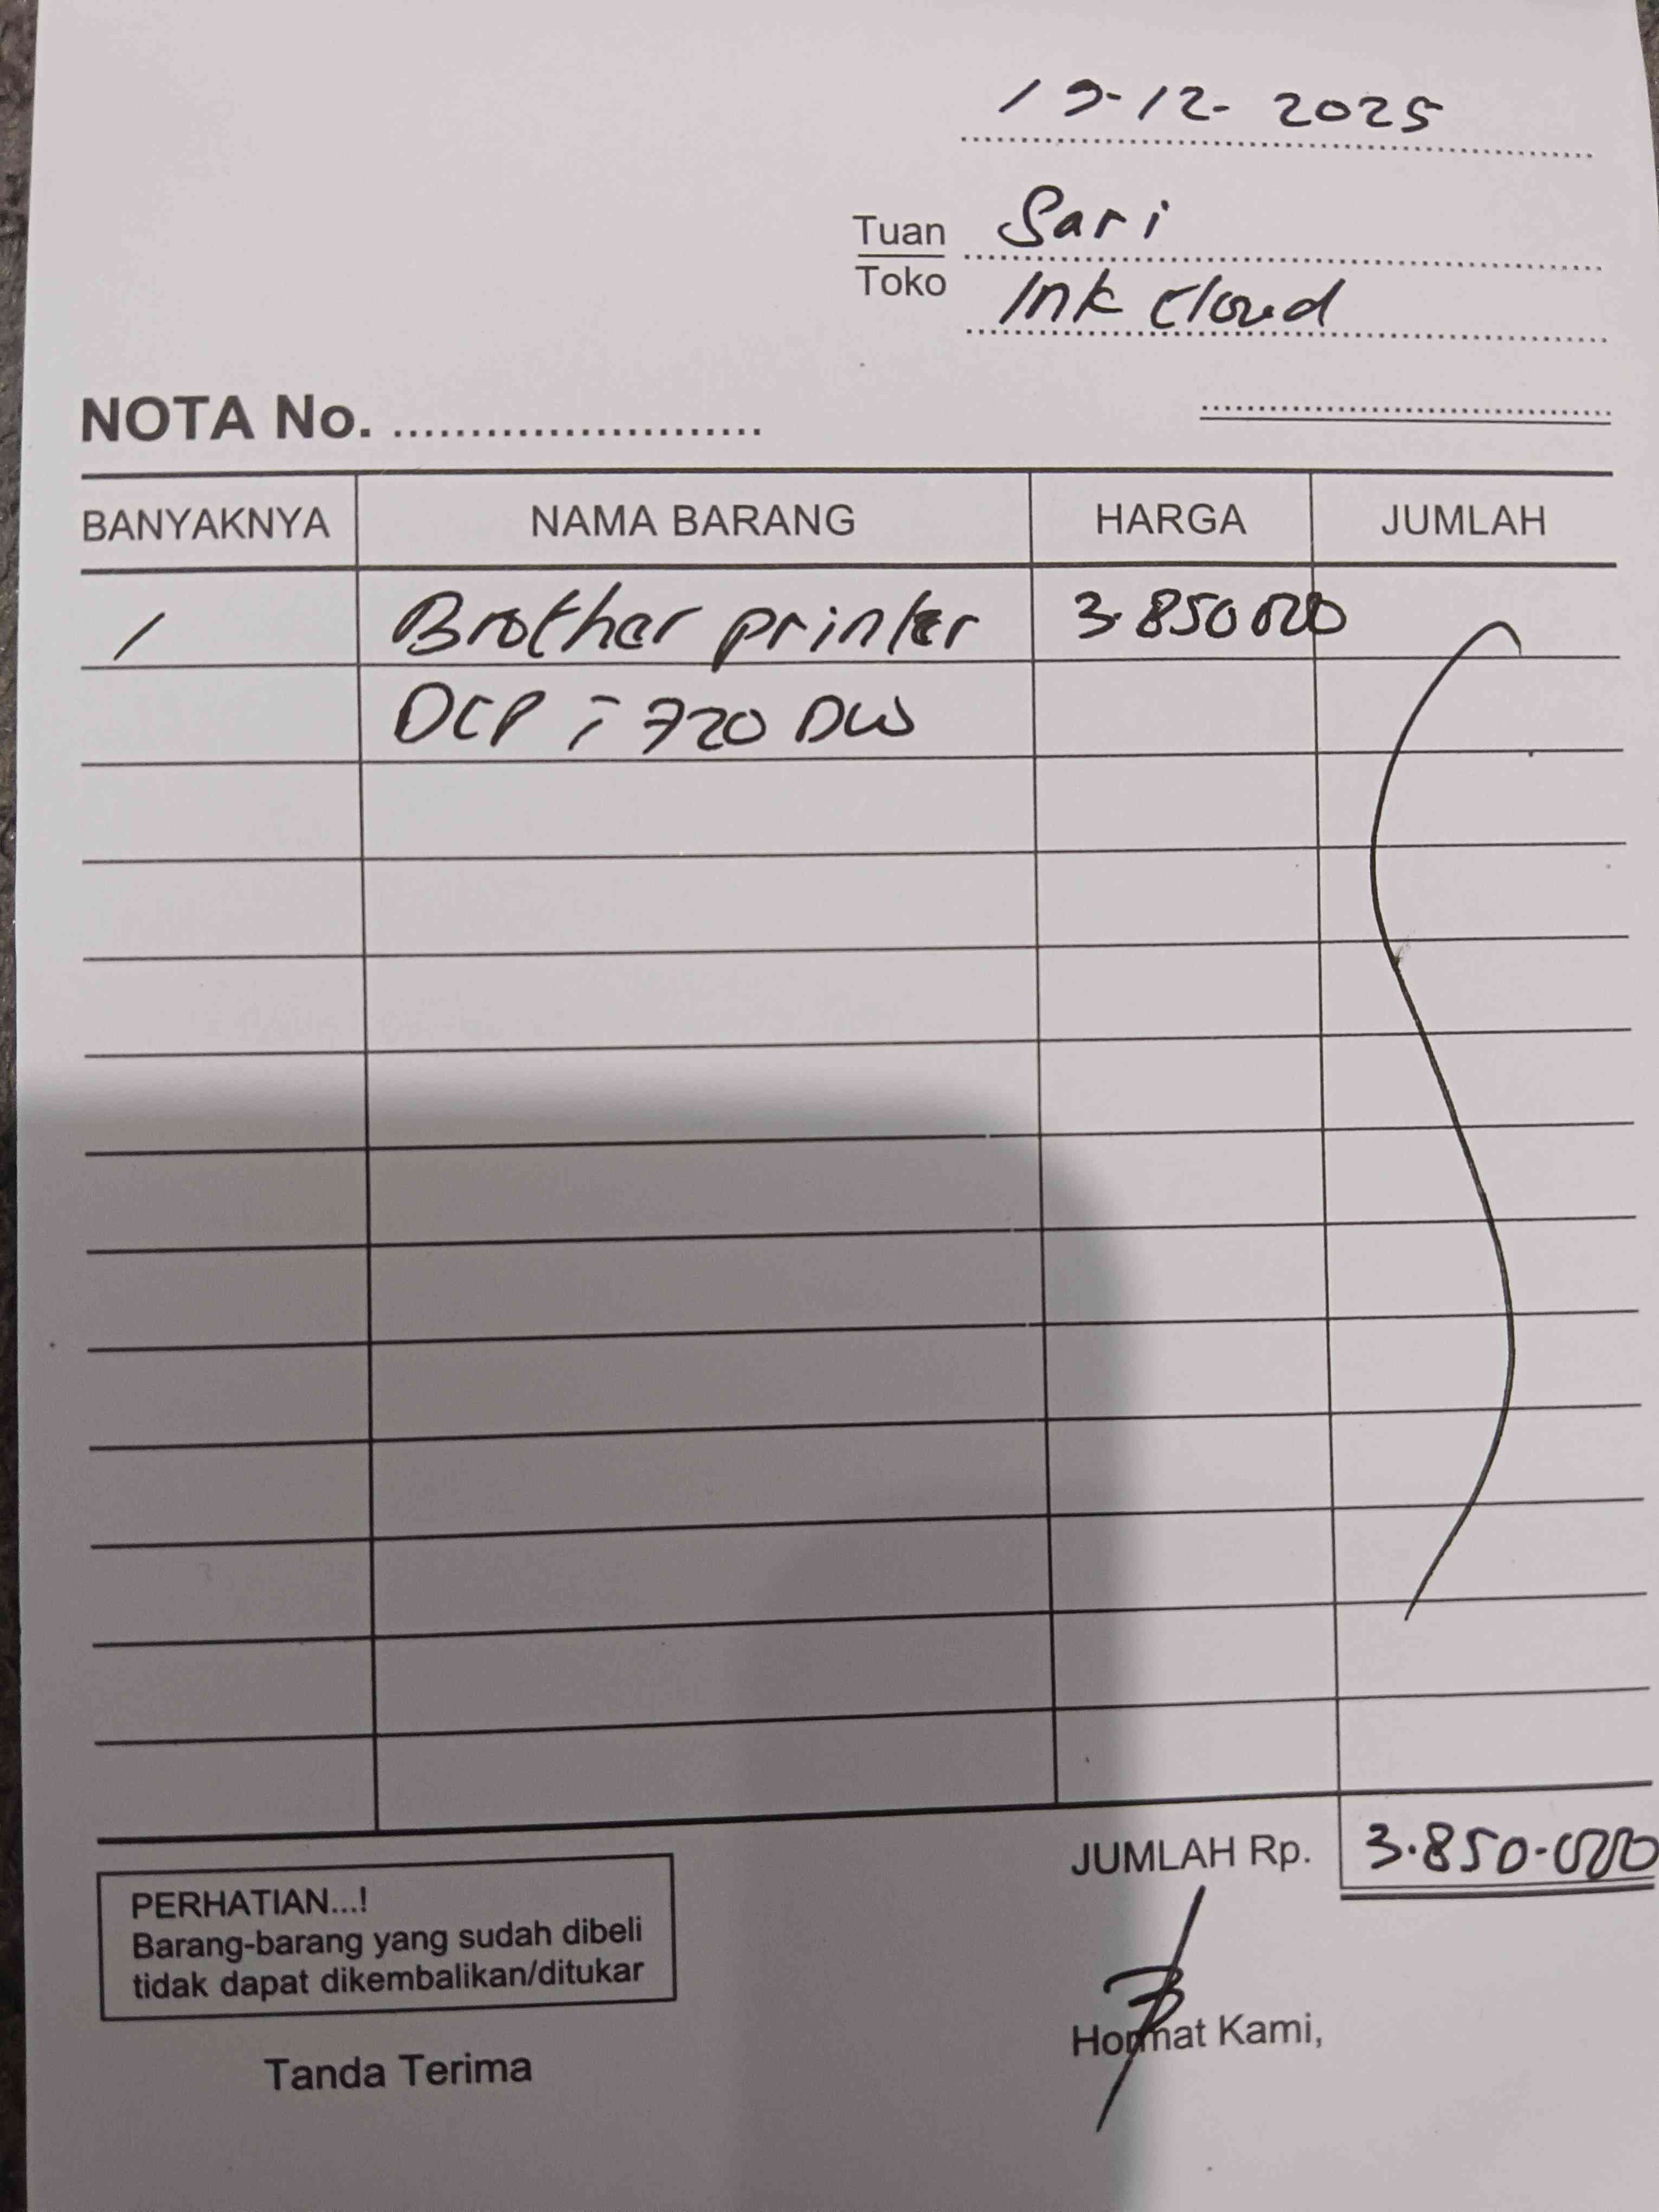 19-12-2025
Tuan Sari
Toko Ink cloud
NOTA No. ........................
BANYAKNYA NAMA BARANG HARGA JUMLAH
1 Brother printer 3.850.000
DCP T 720 DW
JUMLAH Rp. 3.850.000
PERHATIAN...!
Barang-barang yang sudah dibeli
tidak dapat dikembalikan/ditukar
Hormat Kami,
Tanda Terima